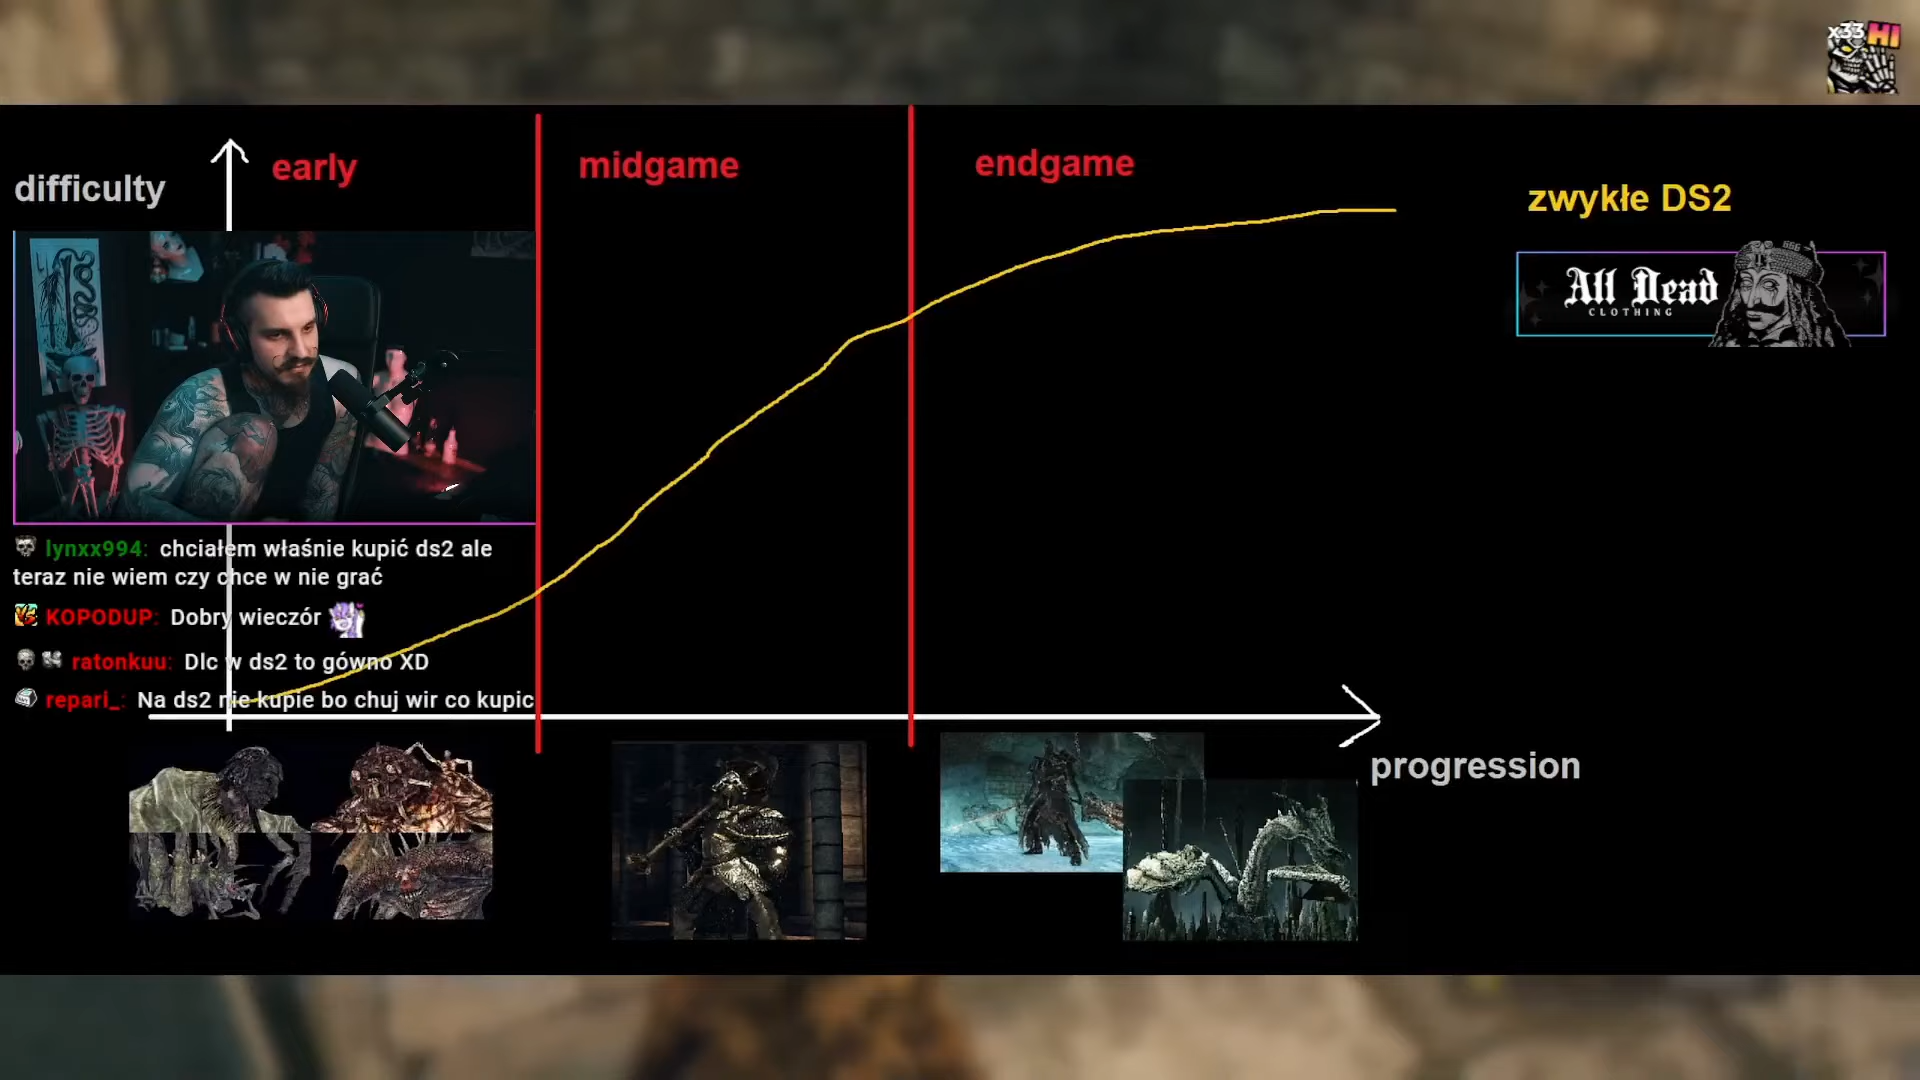 x33 HI
difficulty
early
midgame
endgame
zwykłe DS2
666
All Dead
CLOTHING
lynxx994: chciałem właśnie kupić ds2 ale
teraz nie wiem czy chce w nie grać
KOPODUP: Dobry wieczór
ratonkuu: Dlc w ds2 to gówno XD
repari_: Na ds2 nie kupie bo chuj wir co kupic
progression